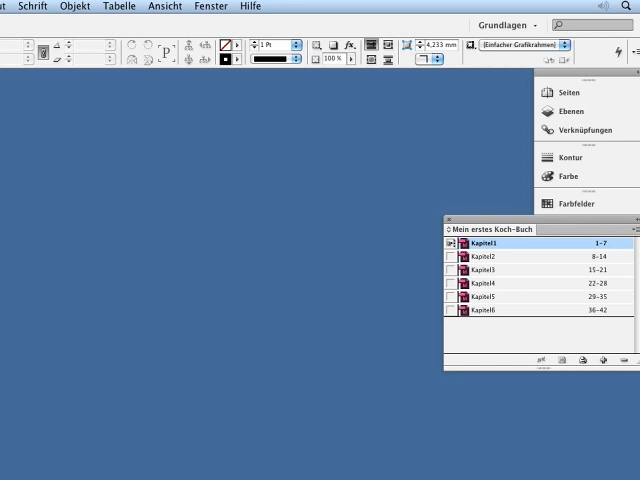 Schrift Objekt Tabelle Ansicht Fenster Hilfe
Grundlagen
1 Pt
4,233 mm
[Einfacher Grafikrahmen]
100 %
Seiten
Ebenen
Verknüpfungen
Kontur
Farbe
Farbfelder
Mein erstes Koch-Buch
Kapitel1 1-7
Kapitel2 8-14
Kapitel3 15-21
Kapitel4 22-28
Kapitel5 29-35
Kapitel6 36-42